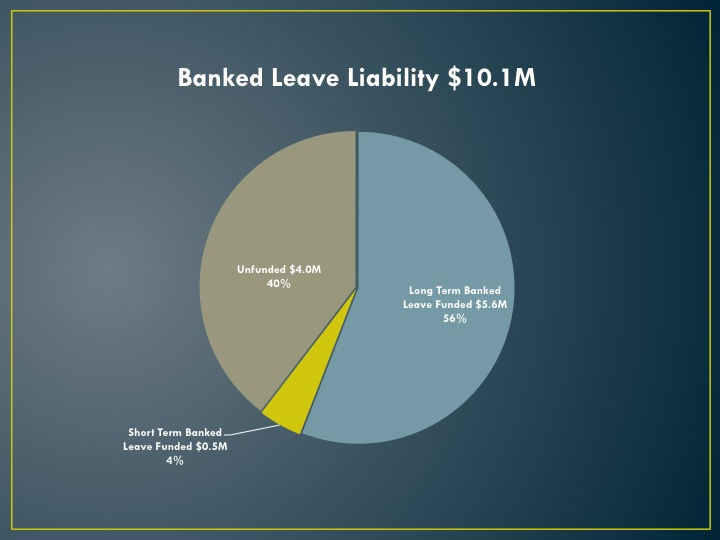 Banked Leave Liability $10.1M
Unfunded $4.0M
40%
Long Term Banked
Leave Funded $5.6M
56%
Short Term Banked
Leave Funded $0.5M
4%